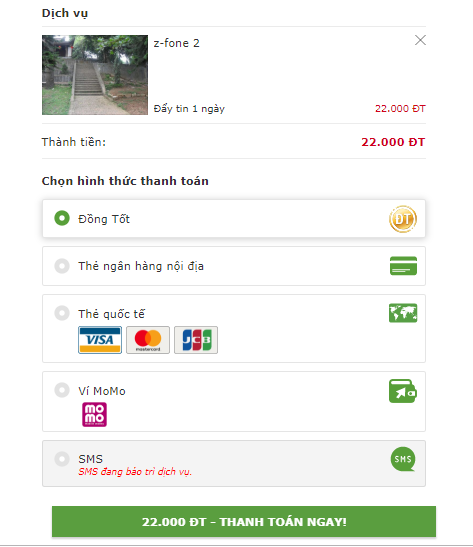 Dịch vụ
z-fone 2
Đẩy tin 1 ngày 22.000 ĐT
Thành tiền: 22.000 ĐT
Chọn hình thức thanh toán
Đồng Tốt ĐT
Thẻ ngân hàng nội địa
Thẻ quốc tế
VISA mastercard JCB
Ví MoMo
mo
mo
SMS SMS
SMS đang bảo trì dịch vụ.
22.000 ĐT - THANH TOÁN NGAY!